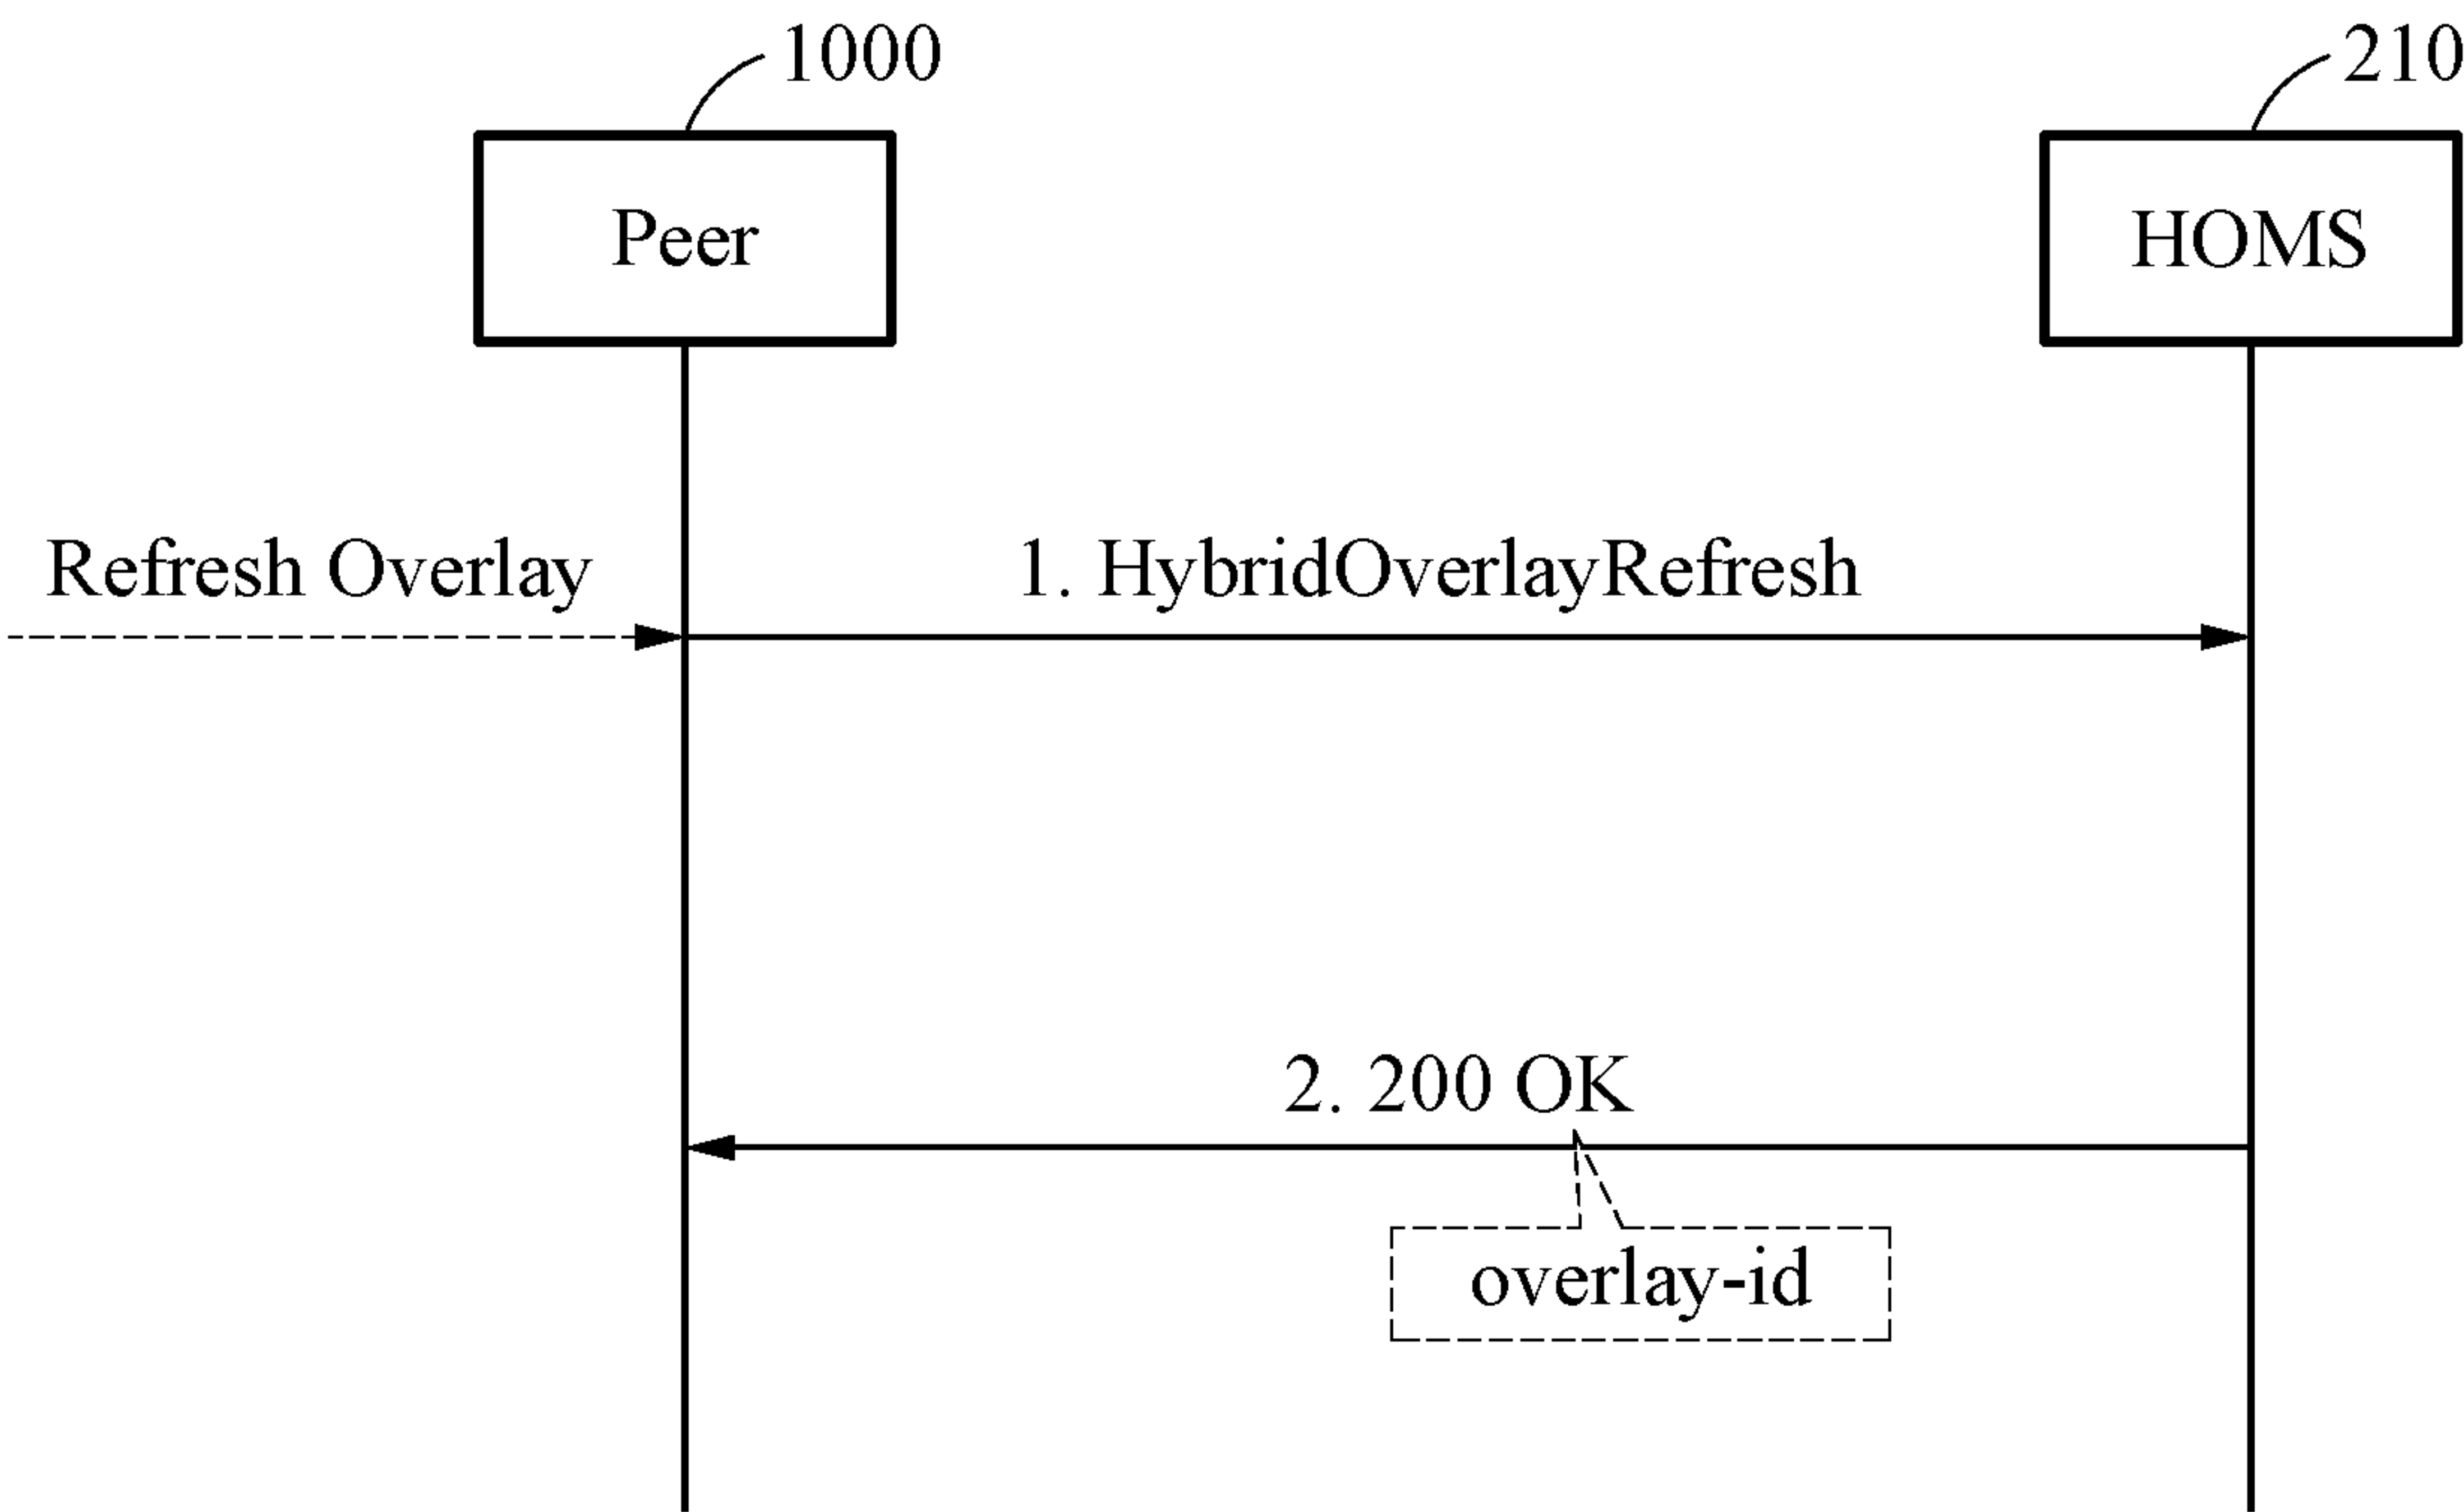 1000
210
Peer
HOMS
Refresh Overlay
1. HybridOverlayRefresh
2. 200 OK
overlay-id